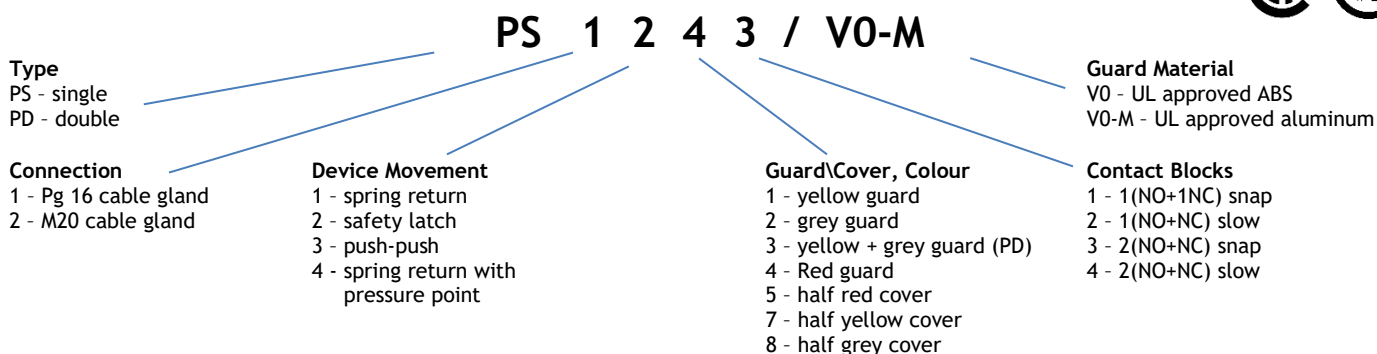 PS 1 2 4 3 / V0-M
Type
PS – single
PD – double
Guard Material
V0 – UL approved ABS
V0-M – UL approved aluminum
Connection
1 – Pg 16 cable gland
2 – M20 cable gland
Device Movement
1 – spring return
2 – safety latch
3 – push-push
4 - spring return with
pressure point
Guard\Cover, Colour
1 – yellow guard
2 – grey guard
3 – yellow + grey guard (PD)
4 – Red guard
5 – half red cover
7 – half yellow cover
8 – half grey cover
Contact Blocks
1 – 1(NO+1NC) snap
2 – 1(NO+NC) slow
3 – 2(NO+NC) snap
4 – 2(NO+NC) slow